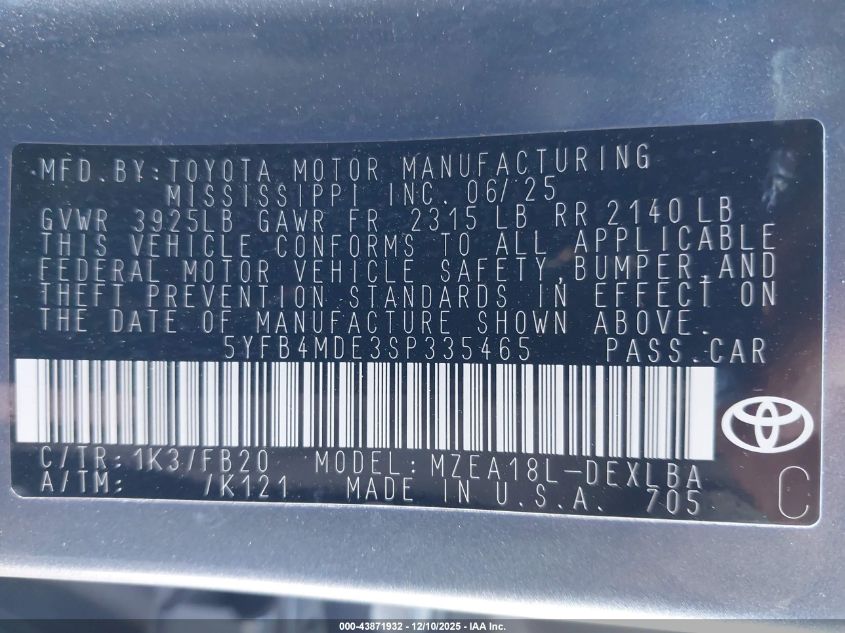 MFD. BY: TOYOTA MOTOR MANUFACTURING
MISSISSIPPI INC. 06/25
GVWR 3925LB GAWR FR 2315 LB RR 2140 LB
THIS VEHICLE CONFORMS TO ALL APPLICABLE
FEDERAL MOTOR VEHICLE SAFETY, BUMPER, AND
THEFT PREVENTION STANDARDS IN EFFECT ON
THE DATE OF MANUFACTURE SHOWN ABOVE.
5YFB4MDE3SP335465 PASS. CAR
C/TR: 1K3/FB20 MODEL: MZEA18L-DEXLBA
A/TM: /K121 MADE IN U.S.A. 705
C
000-43871932 - 12/10/2025 - IAA Inc.